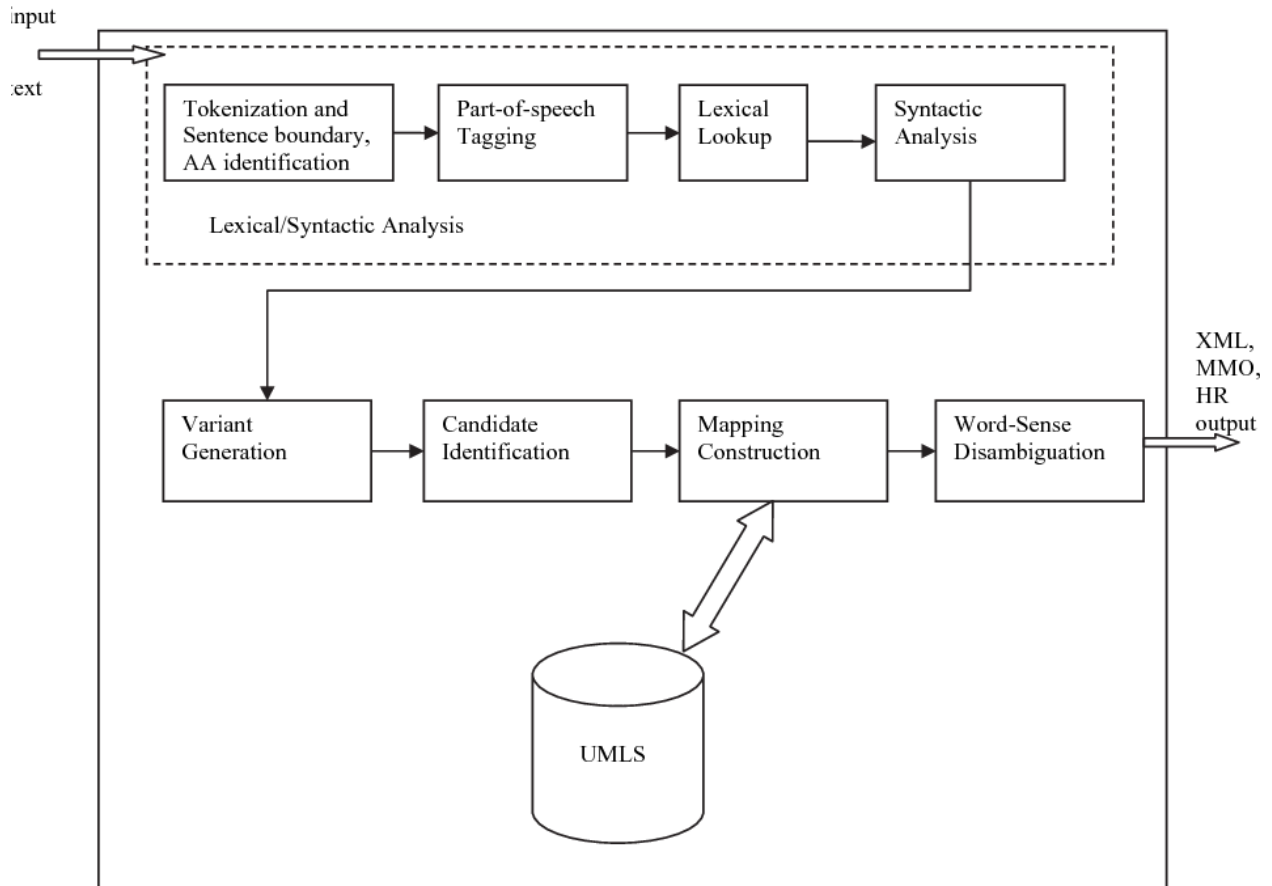 input
text
Tokenization and
Sentence boundary,
AA identification
Part-of-speech
Tagging
Lexical
Lookup
Syntactic
Analysis
Lexical/Syntactic Analysis
Variant
Generation
Candidate
Identification
Mapping
Construction
Word-Sense
Disambiguation
XML,
MMO,
HR
output
UMLS